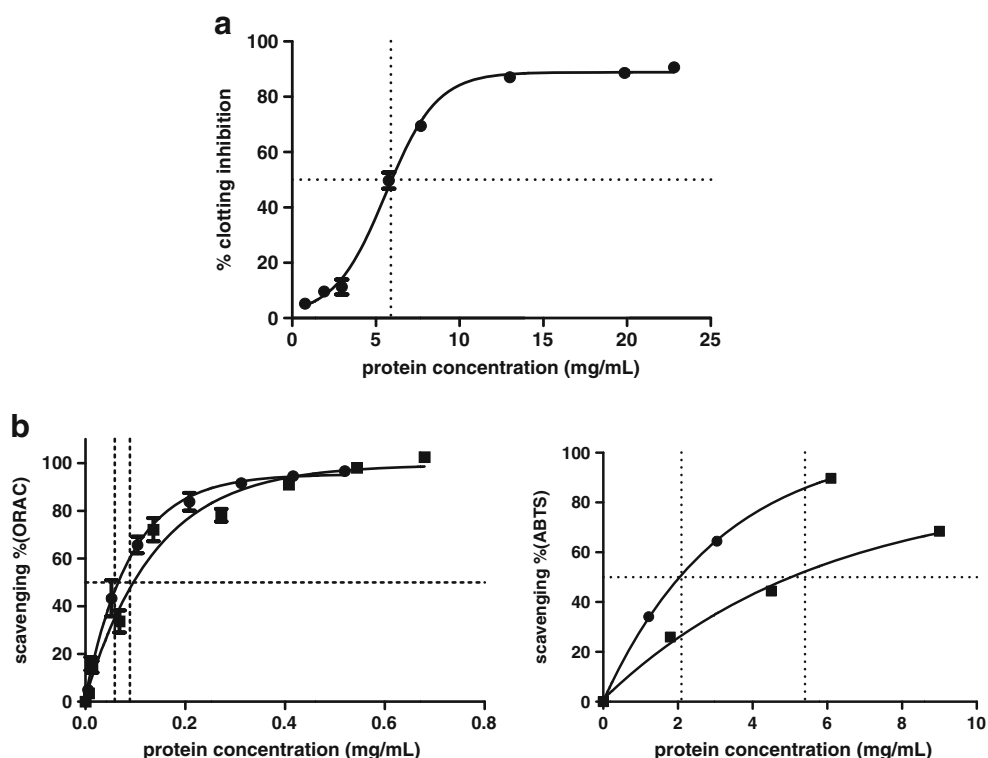 a
100
80
60
40
20
0
% clotting inhibition
0 5 10 15 20 25
protein concentration (mg/mL)
b
100
80
60
40
20
0
scavenging %(ORAC)
0.0 0.2 0.4 0.6 0.8
protein concentration (mg/mL)
100
80
60
40
20
0
scavenging %(ABTS)
0 2 4 6 8 10
protein concentration (mg/mL)